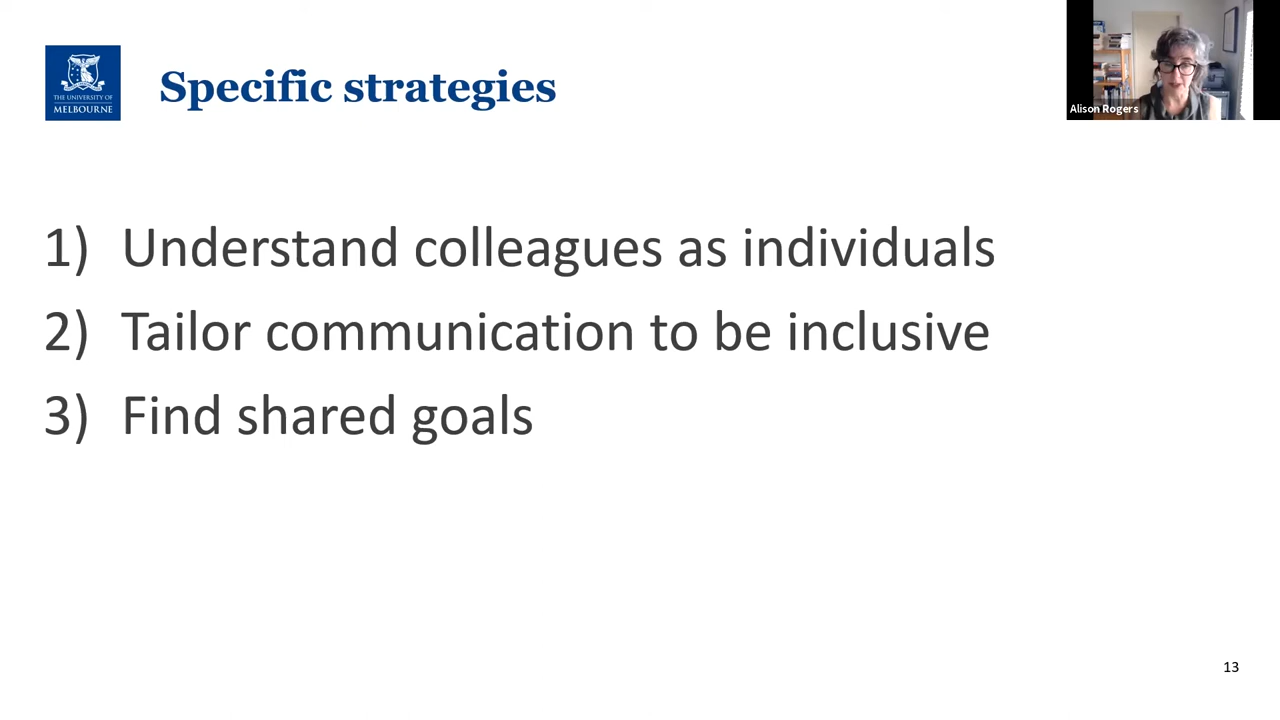 THE UNIVERSITY OF
MELBOURNE
Specific strategies
Alison Rogers
1) Understand colleagues as individuals
2) Tailor communication to be inclusive
3) Find shared goals
13